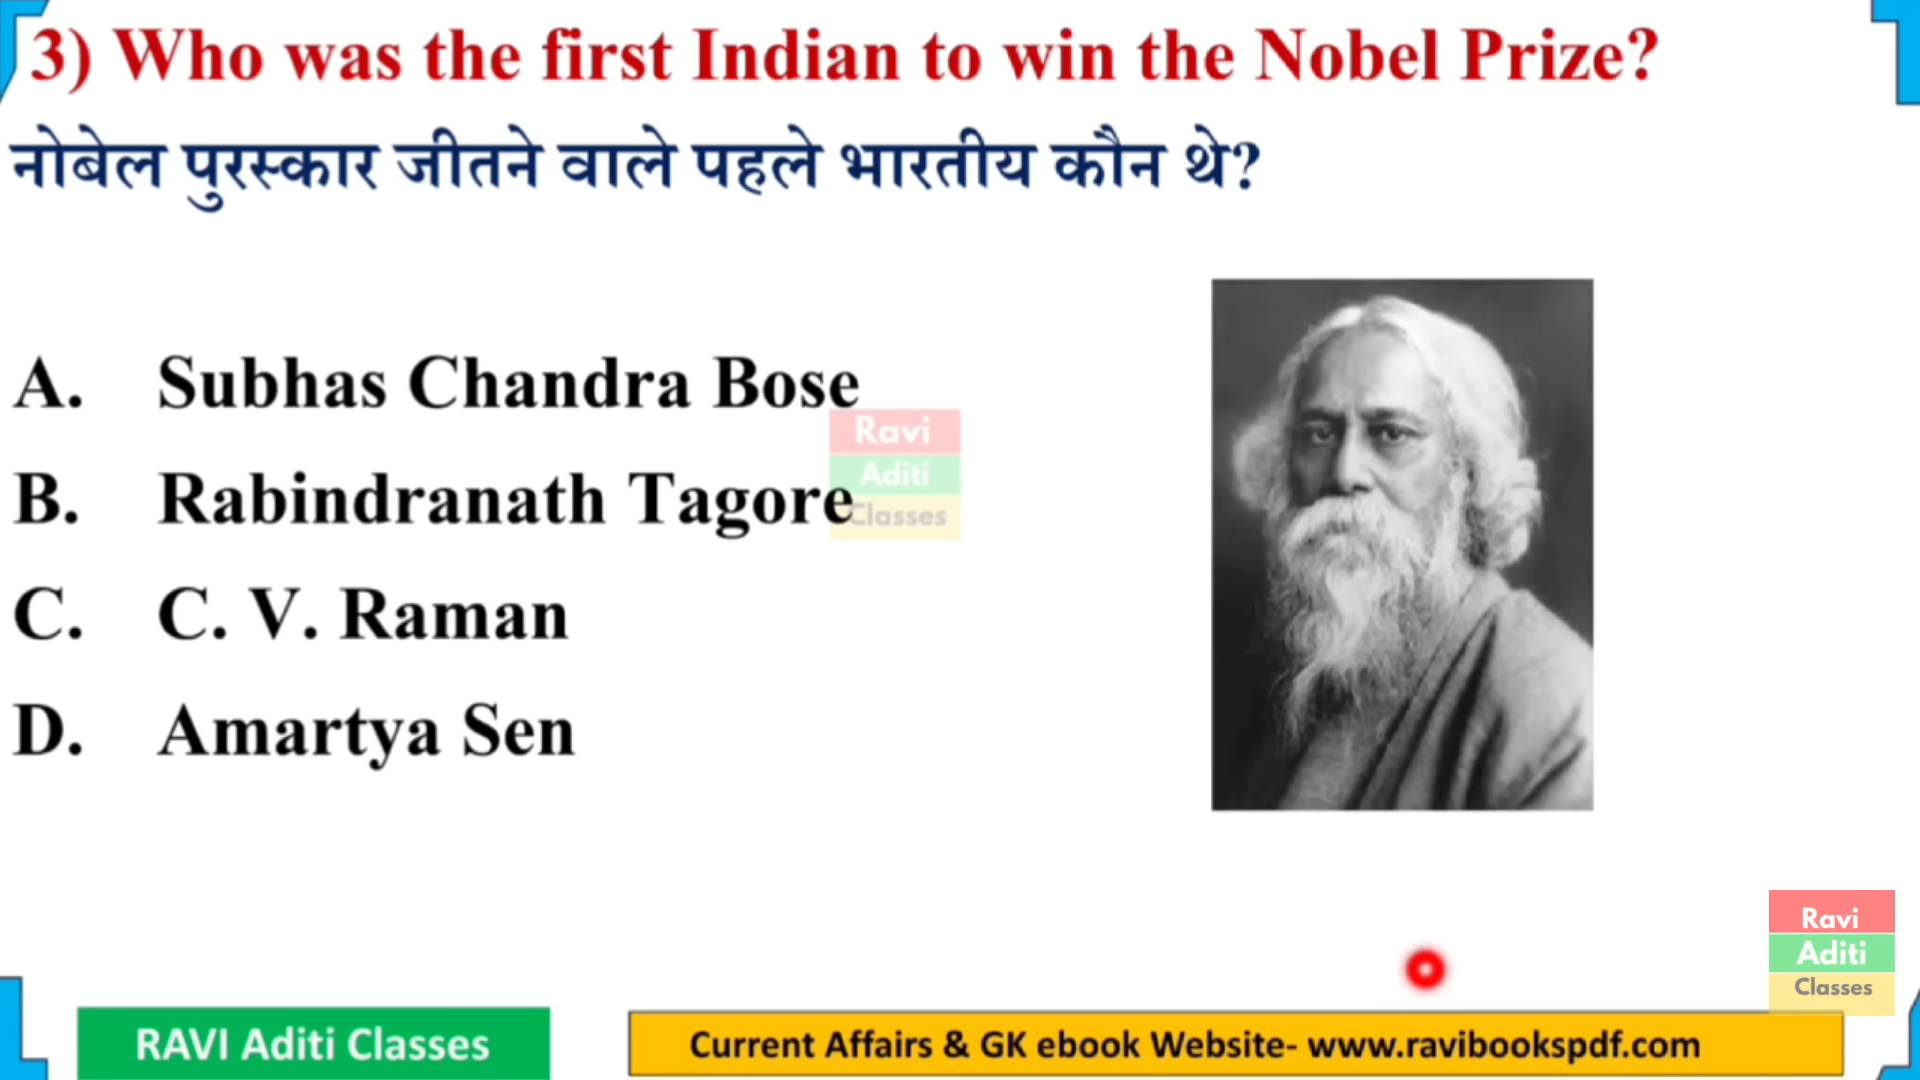 3) Who was the first Indian to win the Nobel Prize?
नोबेल पुरस्कार जीतने वाले पहले भारतीय कौन थे?
A. Subhas Chandra Bose
B. Rabindranath Tagore
C. C. V. Raman
D. Amartya Sen
Ravi
Aditi
Classes
Ravi
Aditi
Classes
RAVI Aditi Classes
Current Affairs & GK ebook Website- www.ravibookspdf.com